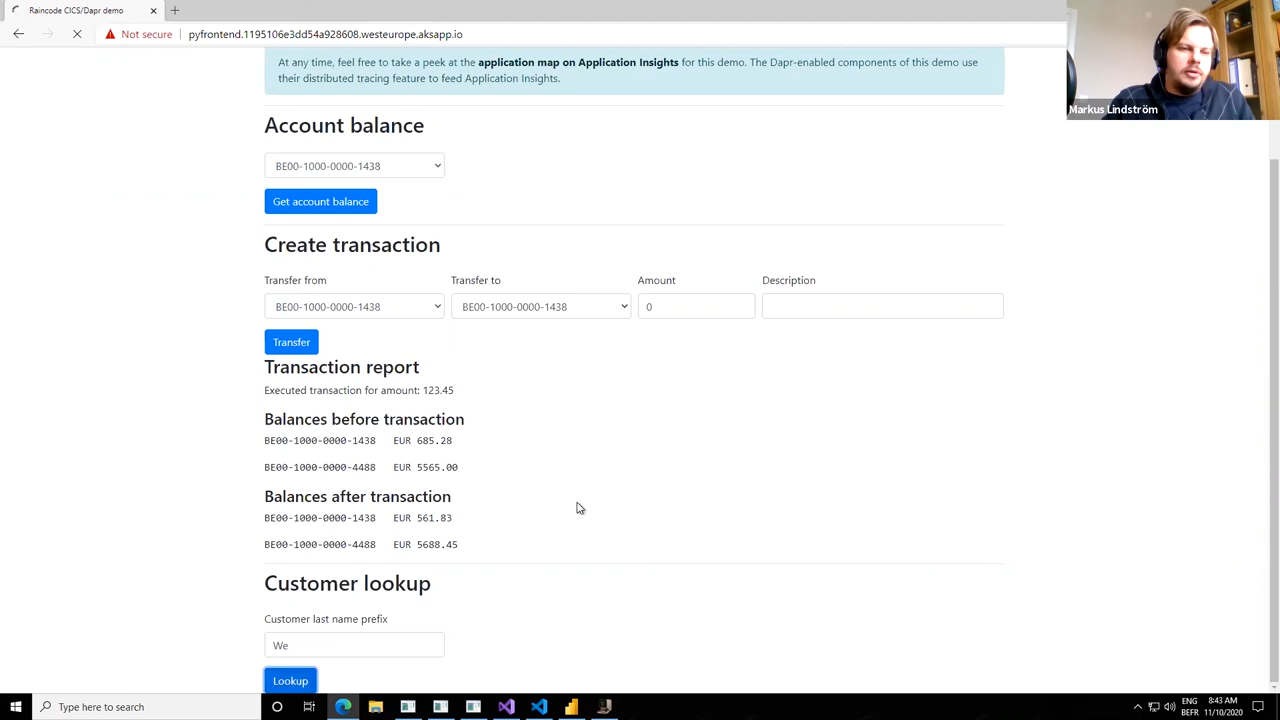 Raincode CICS/Dapr demo
Not secure
pyfrontend.1195106e3dd54a928608.westeurope.aksapp.io
Markus Lindström
At any time, feel free to take a peek at the application map on Application Insights for this demo. The Dapr-enabled components of this demo use
their distributed tracing feature to feed Application Insights.
Account balance
BE00-1000-0000-1438
Get account balance
Create transaction
Transfer from Transfer to Amount Description
BE00-1000-0000-1438 BE00-1000-0000-1438 0
Transfer
Transaction report
Executed transaction for amount: 123.45
Balances before transaction
BE00-1000-0000-1438 EUR 685.28
BE00-1000-0000-4488 EUR 5565.00
Balances after transaction
BE00-1000-0000-1438 EUR 561.83
BE00-1000-0000-4488 EUR 5688.45
Customer lookup
Customer last name prefix
We
Lookup
Type here to search
ENG 8:43 AM
BEFR 11/10/2020